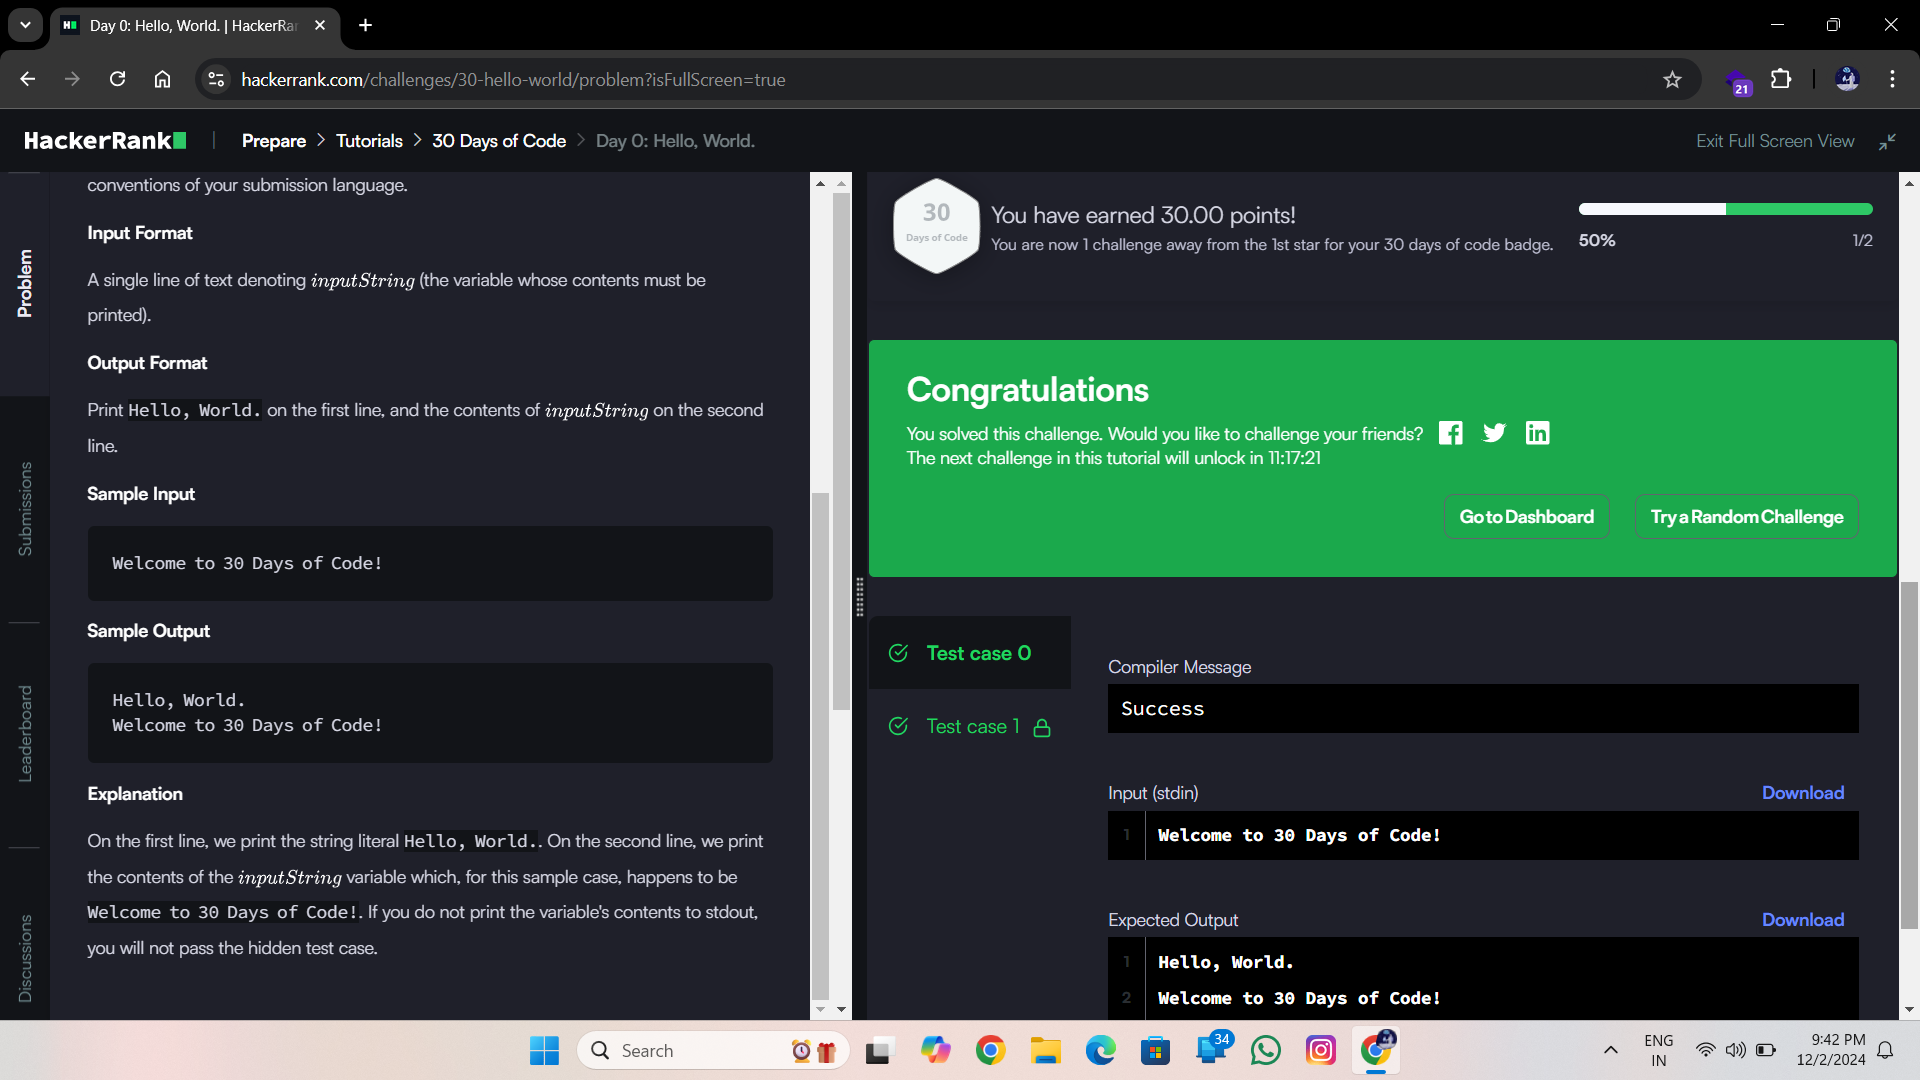 Day 0: Hello, World. | HackerRan
hackerrank.com/challenges/30-hello-world/problem?isFullScreen=true
21
HackerRank
Prepare > Tutorials > 30 Days of Code > Day 0: Hello, World.
Exit Full Screen View
Problem
Submissions
Leaderboard
Discussions
conventions of your submission language.
Input Format
A single line of text denoting inputString (the variable whose contents must be
printed).
Output Format
Print Hello, World. on the first line, and the contents of inputString on the second
line.
Sample Input
Welcome to 30 Days of Code!
Sample Output
Hello, World.
Welcome to 30 Days of Code!
Explanation
On the first line, we print the string literal Hello, World.. On the second line, we print
the contents of the inputString variable which, for this sample case, happens to be
Welcome to 30 Days of Code!. If you do not print the variable's contents to stdout,
you will not pass the hidden test case.
30
Days of Code
You have earned 30.00 points!
You are now 1 challenge away from the 1st star for your 30 days of code badge.
50%
1/2
Congratulations
You solved this challenge. Would you like to challenge your friends?
The next challenge in this tutorial will unlock in 11:17:21
Go to Dashboard
Try a Random Challenge
Test case 0
Test case 1
Compiler Message
Success
Input (stdin)
Download
1 Welcome to 30 Days of Code!
Expected Output
Download
1 Hello, World.
2 Welcome to 30 Days of Code!
Search
34
ENG
IN
9:42 PM
12/2/2024